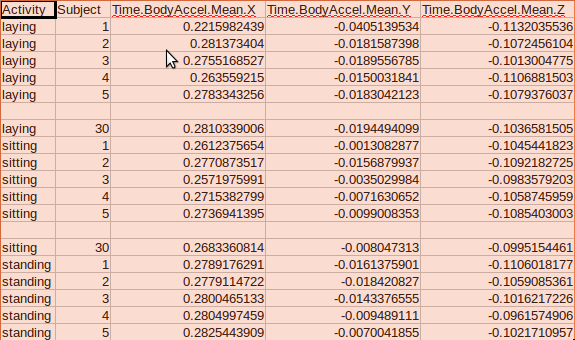 Activity Subject Time.BodyAccel.Mean.X Time.BodyAccel.Mean.Y Time.BodyAccel.Mean.Z
laying 1 0.2215982439 -0.0405139534 -0.1132035536
laying 2 0.281373404 -0.0181587398 -0.1072456104
laying 3 0.2755168527 -0.0189556785 -0.1013004775
laying 4 0.263559215 -0.0150031841 -0.1106881503
laying 5 0.2783343256 -0.0183042123 -0.1079376037
laying 30 0.2810339006 -0.0194494099 -0.1036581505
sitting 1 0.2612375654 -0.0013082877 -0.1045441823
sitting 2 0.2770873517 -0.0156879937 -0.1092182725
sitting 3 0.2571975991 -0.0035029984 -0.0983579203
sitting 4 0.2715382799 -0.0071630652 -0.1058745959
sitting 5 0.2736941395 -0.0099008353 -0.1085403003
sitting 30 0.2683360814 -0.008047313 -0.0995154461
standing 1 0.2789176291 -0.0161375901 -0.1106018177
standing 2 0.2779114722 -0.018420827 -0.1059085361
standing 3 0.2800465133 -0.0143376555 -0.1016217226
standing 4 0.2804997459 -0.009489111 -0.0961574906
standing 5 0.2825443909 -0.0070041855 -0.1021710957